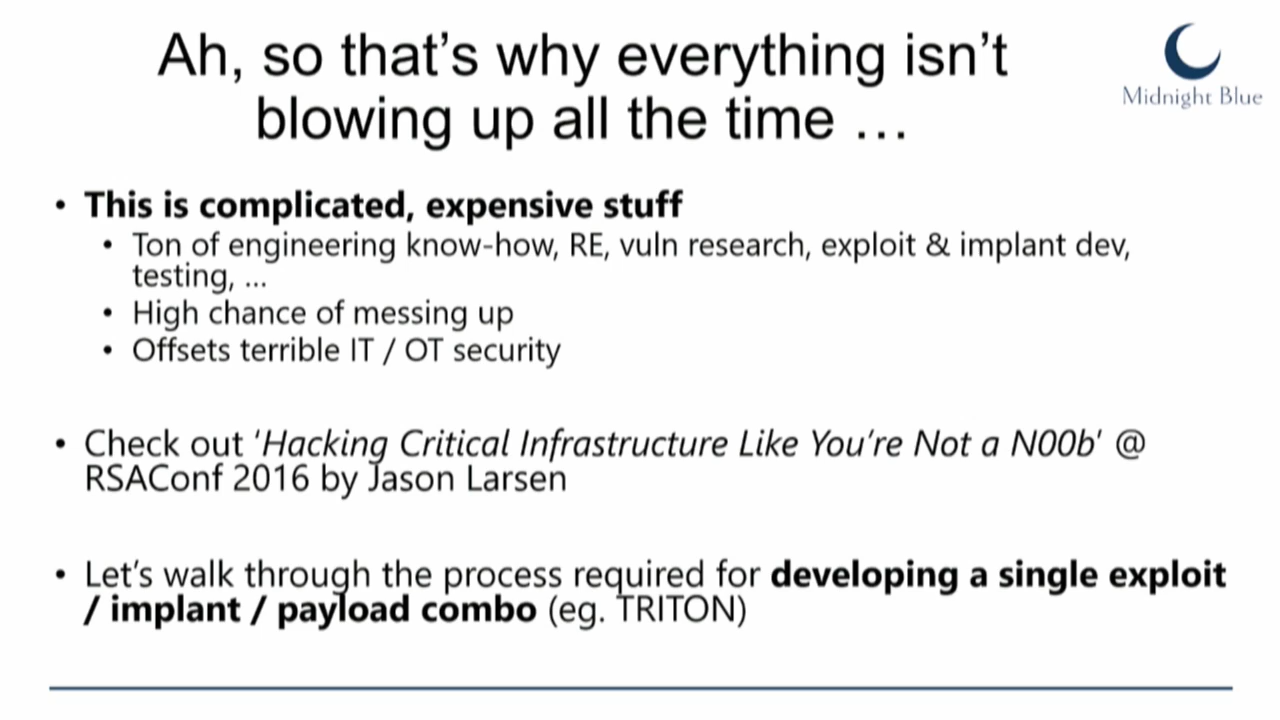 Ah, so that’s why everything isn’t
blowing up all the time …
Midnight Blue
• This is complicated, expensive stuff
• Ton of engineering know-how, RE, vuln research, exploit & implant dev,
testing, …
• High chance of messing up
• Offsets terrible IT / OT security
• Check out ‘Hacking Critical Infrastructure Like You’re Not a N00b’ @
RSAConf 2016 by Jason Larsen
• Let’s walk through the process required for developing a single exploit
/ implant / payload combo (eg. TRITON)